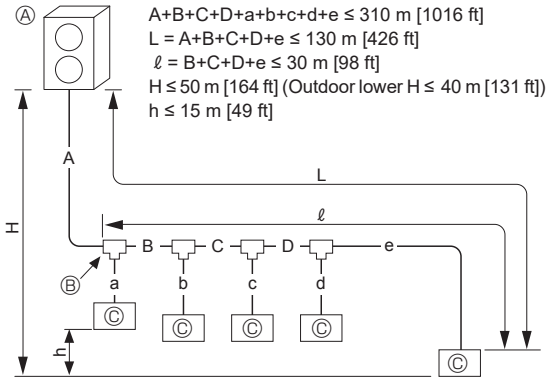 Ⓐ
A+B+C+D+a+b+c+d+e ≤ 310 m [1016 ft]
L = A+B+C+D+e ≤ 130 m [426 ft]
ℓ = B+C+D+e ≤ 30 m [98 ft]
H ≤ 50 m [164 ft] (Outdoor lower H ≤ 40 m [131 ft])
h ≤ 15 m [49 ft]
A
L
H
ℓ
B C D e
Ⓑ
a b c d
Ⓒ Ⓒ Ⓒ Ⓒ
h
Ⓒ